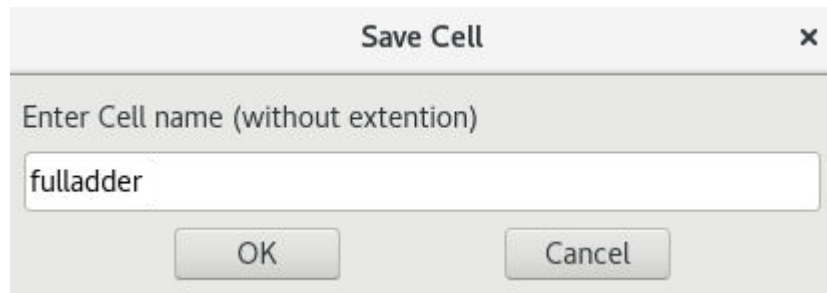 Save Cell ×
Enter Cell name (without extention)
fulladder
OK Cancel